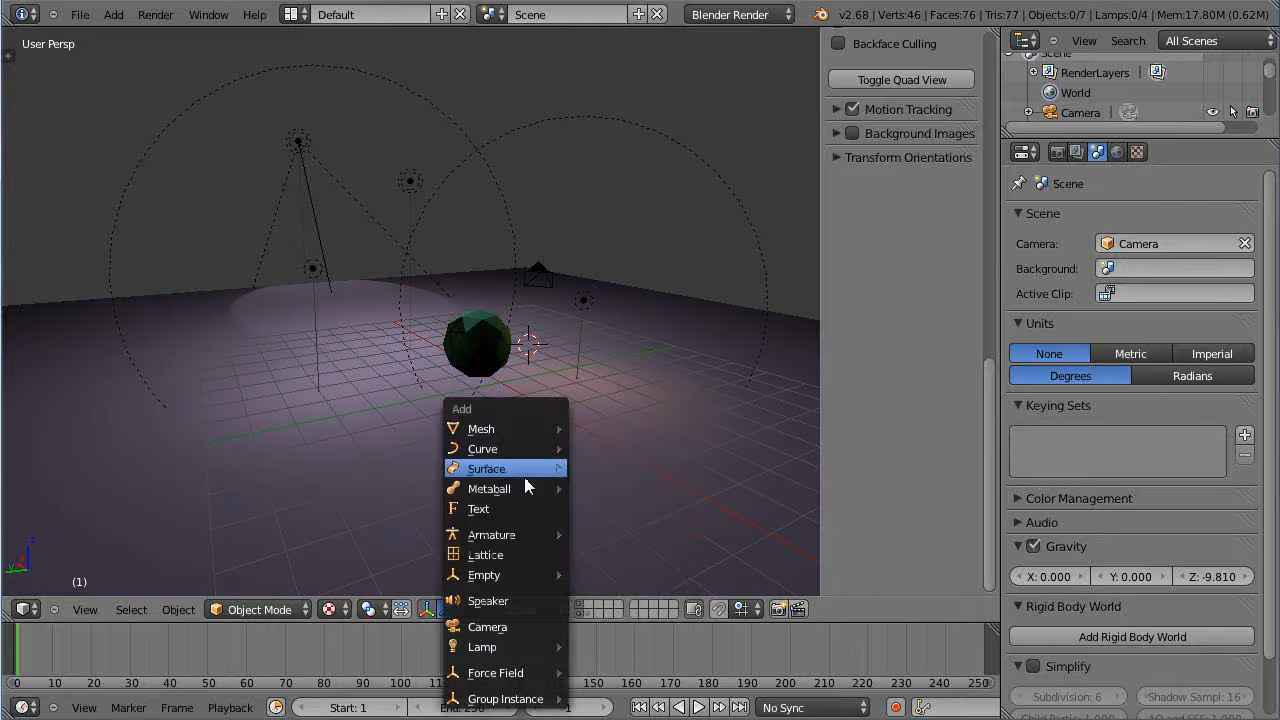 File Add Render Window Help Default Scene Blender Render v2.68 | Verts:46 | Faces:76 | Tris:77 | Objects:0/7 | Lamps:0/4 | Mem:17.80M (0.62M)
User Persp
Backface Culling
Toggle Quad View
Motion Tracking
Background Images
Transform Orientations
View Search All Scenes
Scene
RenderLayers
World
Camera
Scene
Scene
Camera: Camera
Background:
Active Clip:
Units
None Metric Imperial
Degrees Radians
Keying Sets
Color Management
Audio
Gravity
X: 0.000 Y: 0.000 Z: -9.810
Rigid Body World
Add Rigid Body World
Simplify
Subdivision: 6 Shadow Sampl: 16
Add
Mesh
Curve
Surface
Metaball
Text
Armature
Lattice
Empty
Speaker
Camera
Lamp
Force Field
Group Instance
z
y
(1)
View Select Object Object Mode
0 10 20 30 40 50 60 70 80 90 100 150 160 170 180 190 200 210 220 230 240 250
View Marker Frame Playback Start: 1 1 No Sync